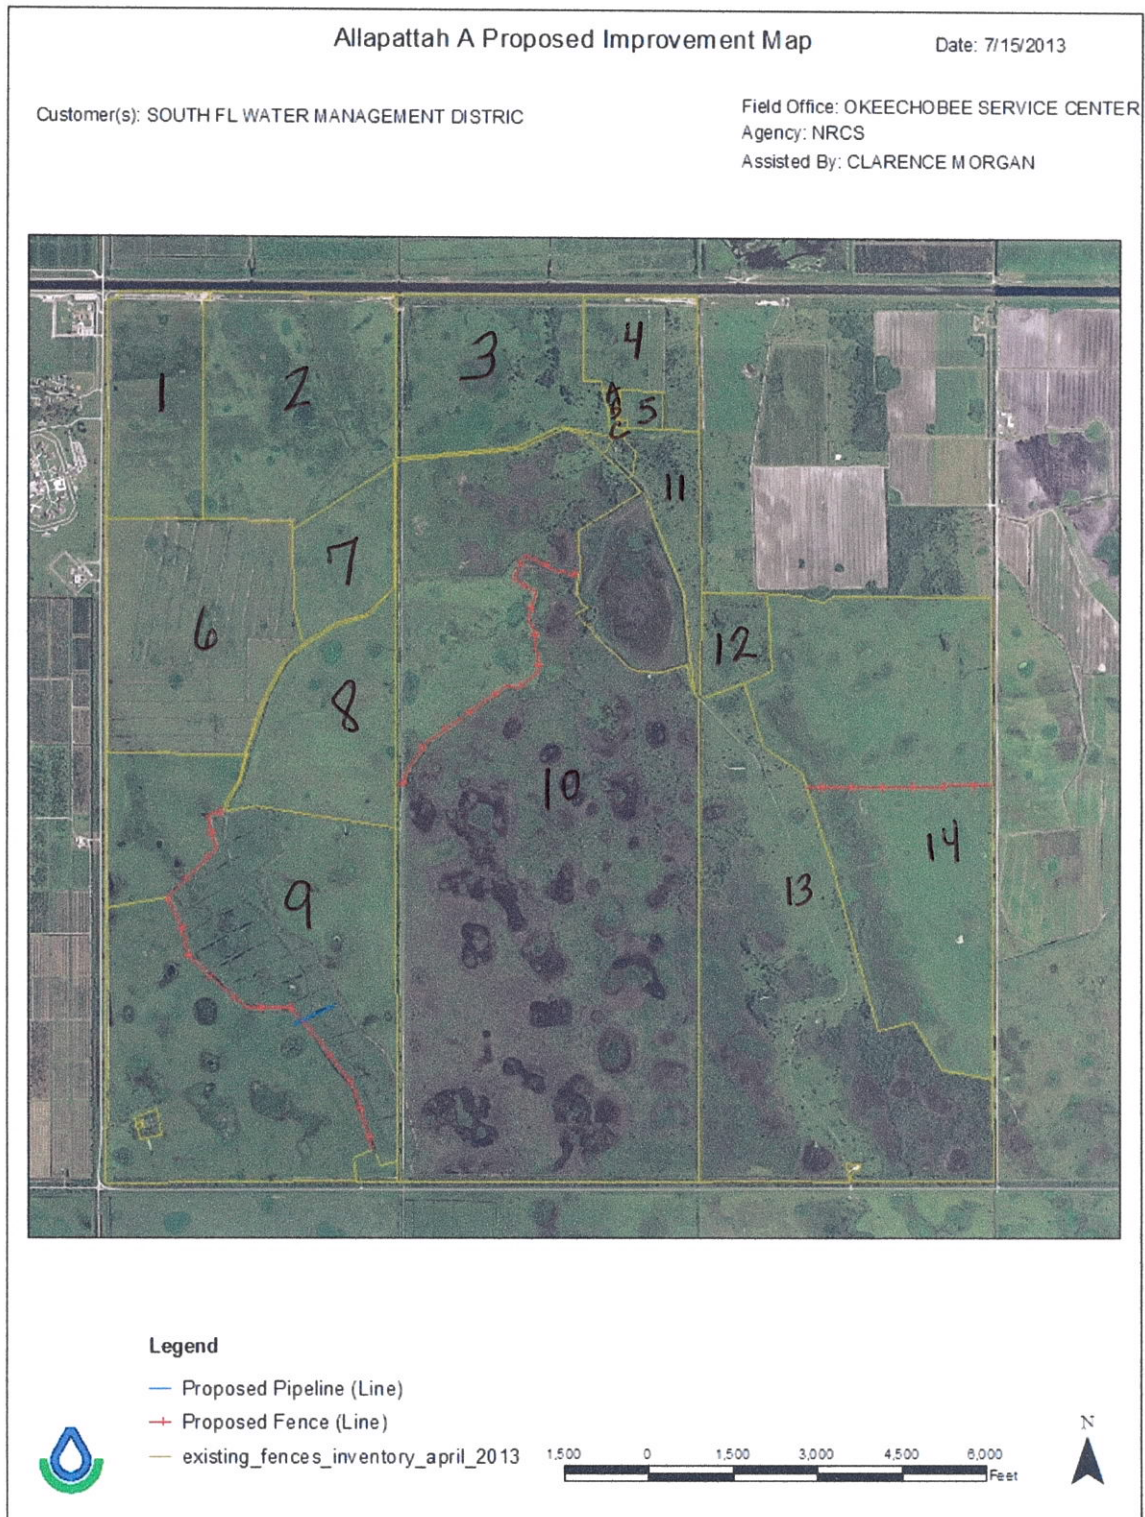 Allapattah A Proposed Improvement Map
Date: 7/15/2013
Customer(s): SOUTH FL WATER MANAGEMENT DISTRIC
Field Office: OKEECHOBEE SERVICE CENTER
Agency: NRCS
Assisted By: CLARENCE MORGAN
1
2
3
4
A
B
C
5
11
7
6
12
8
10
14
13
9
Legend
Proposed Pipeline (Line)
Proposed Fence (Line)
existing_fences_inventory_april_2013
1,500 0 1,500 3,000 4,500 6,000
Feet
N